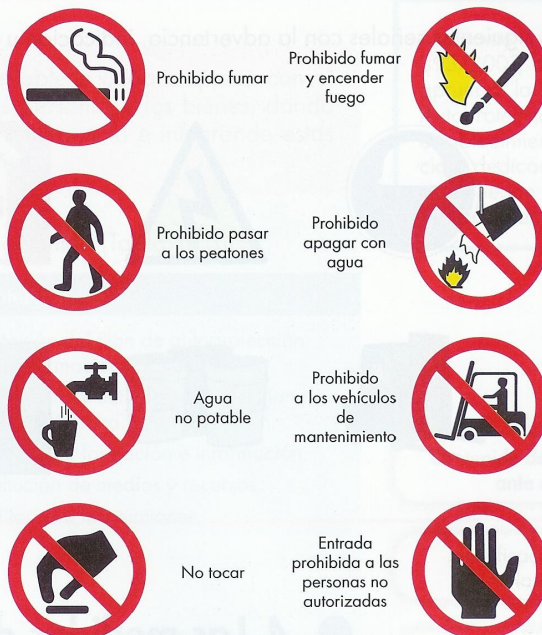 Prohibido fumar
Prohibido fumar
y encender
fuego
Prohibido pasar
a los peatones
Prohibido
apagar con
agua
Agua
no potable
Prohibido
a los vehículos
de
mantenimiento
No tocar
Entrada
prohibida a las
personas no
autorizadas